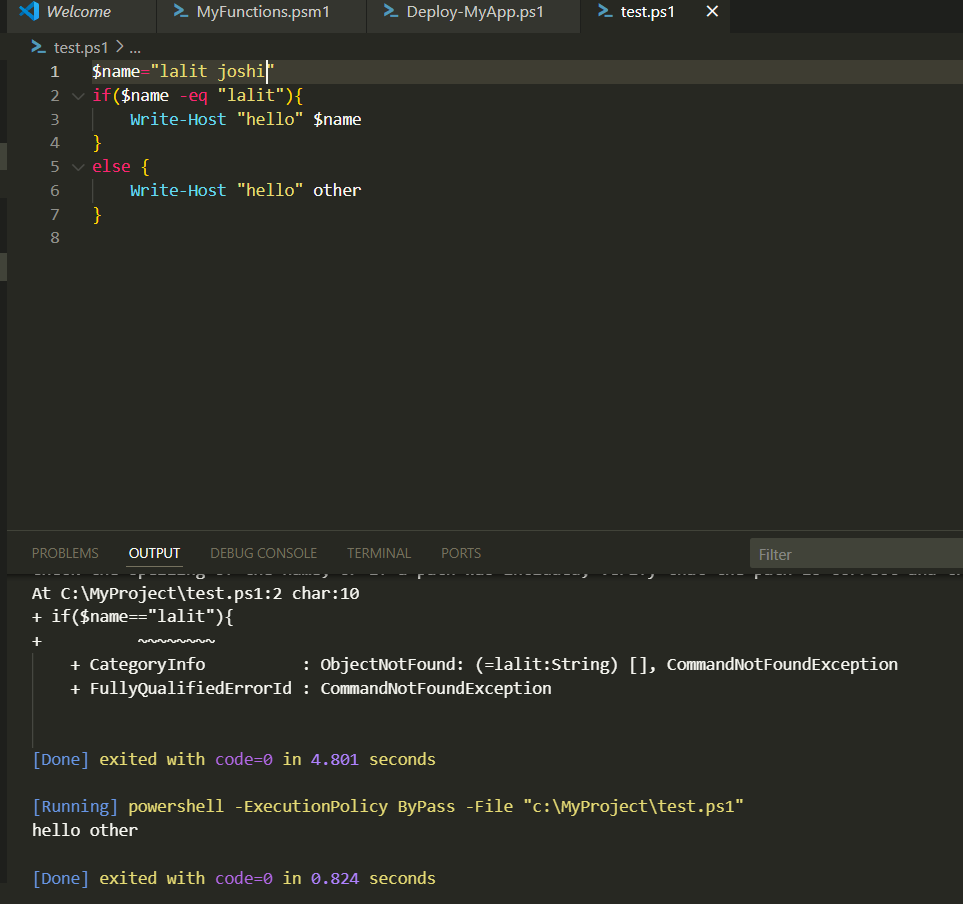 Welcome MyFunctions.psm1 Deploy-MyApp.ps1 test.ps1
test.ps1 > ...
1 $name="lalit joshi"
2 if($name -eq "lalit"){
3 Write-Host "hello" $name
4 }
5 else {
6 Write-Host "hello" other
7 }
8
PROBLEMS OUTPUT DEBUG CONSOLE TERMINAL PORTS Filter
At C:\MyProject\test.ps1:2 char:10
+ if($name=="lalit"){
+ ~~~~~~~~
+ CategoryInfo : ObjectNotFound: (=lalit:String) [], CommandNotFoundException
+ FullyQualifiedErrorId : CommandNotFoundException
[Done] exited with code=0 in 4.801 seconds
[Running] powershell -ExecutionPolicy ByPass -File "c:\MyProject\test.ps1"
hello other
[Done] exited with code=0 in 0.824 seconds